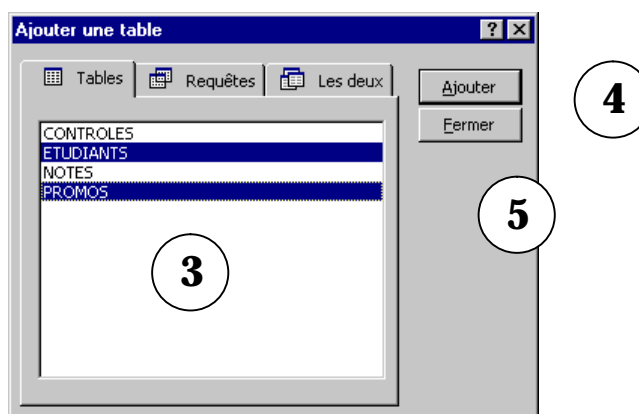 Ajouter une table
Tables
Requêtes
Les deux
Ajouter
Fermer
CONTROLES
ETUDIANTS
NOTES
PROMOS
3
4
5